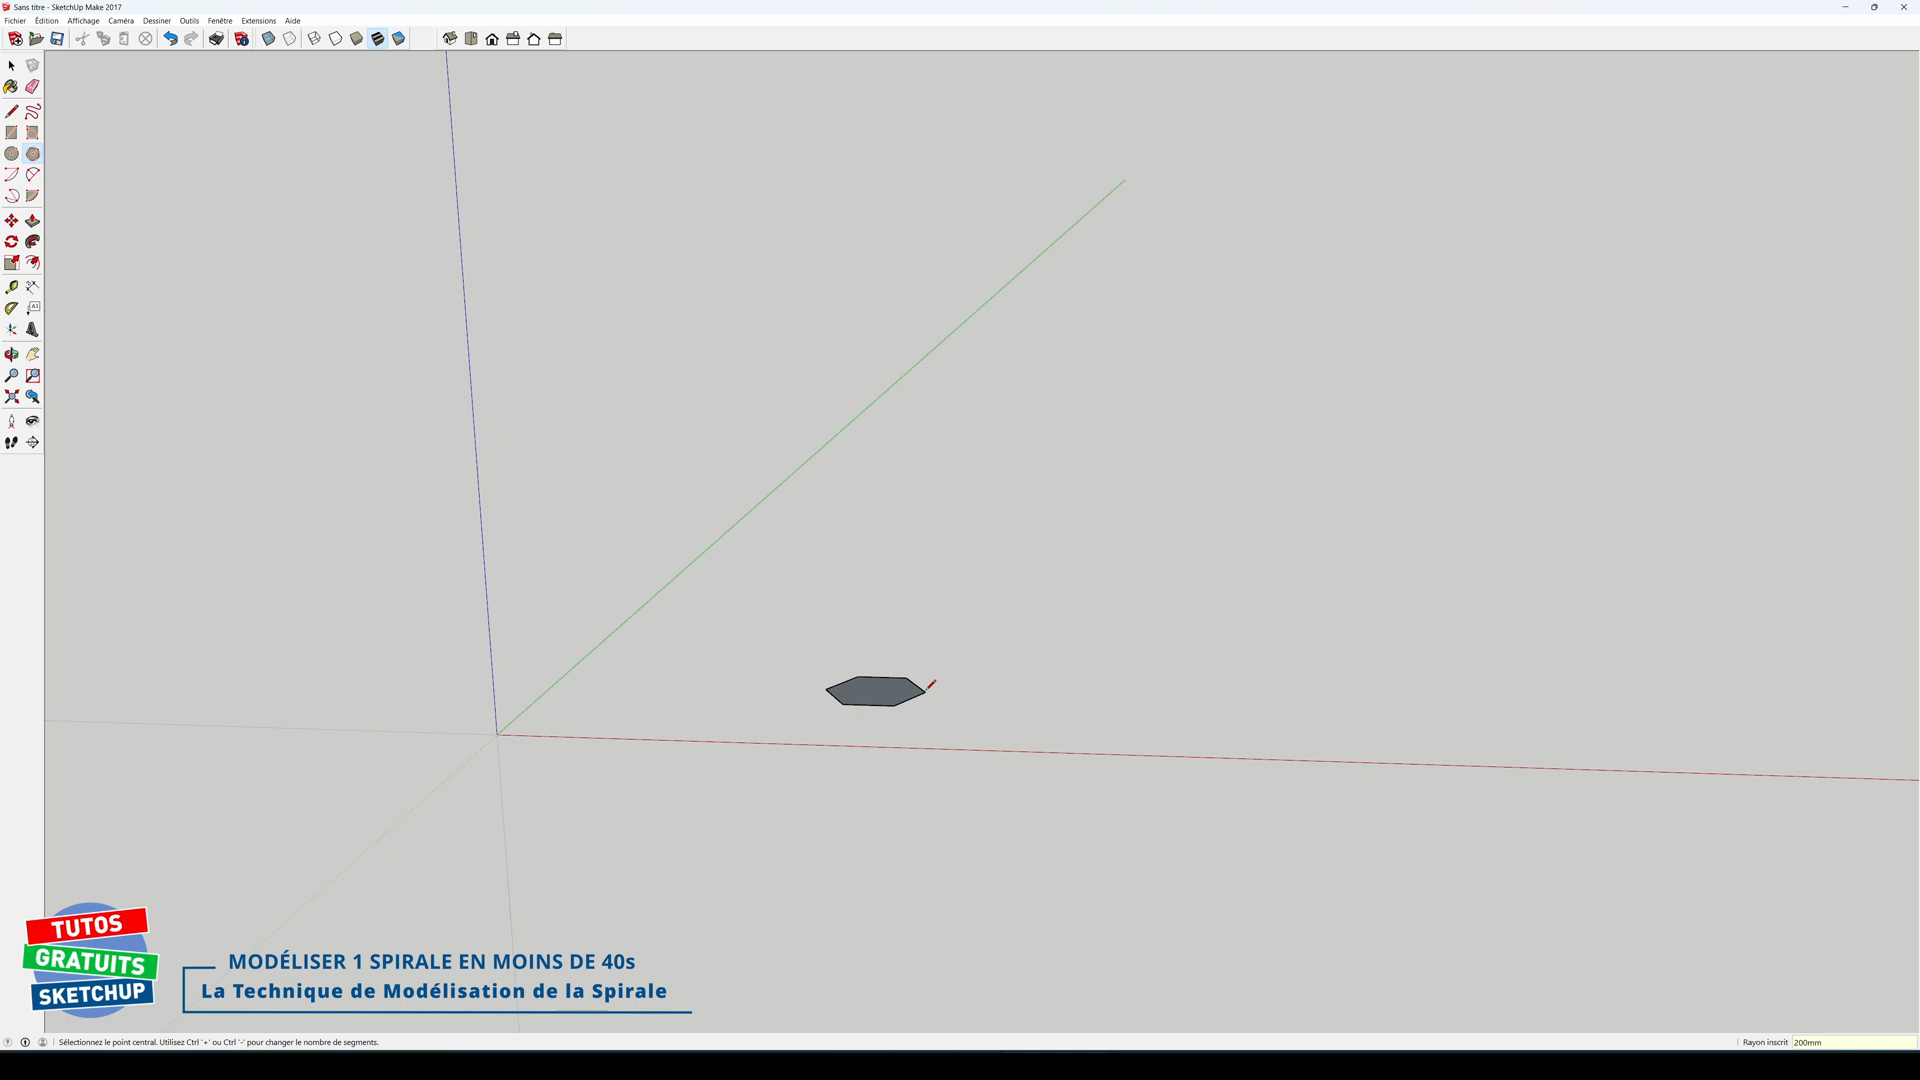 Sans titre - SketchUp Make 2017
Fichier Édition Affichage Caméra Dessiner Outils Fenêtre Extensions Aide
TUTOS
GRATUITS
SKETCHUP
MODÉLISER 1 SPIRALE EN MOINS DE 40s
La Technique de Modélisation de la Spirale
Sélectionnez le point central. Utilisez Ctrl '+' ou Ctrl '-' pour changer le nombre de segments.
Rayon inscrit 200mm